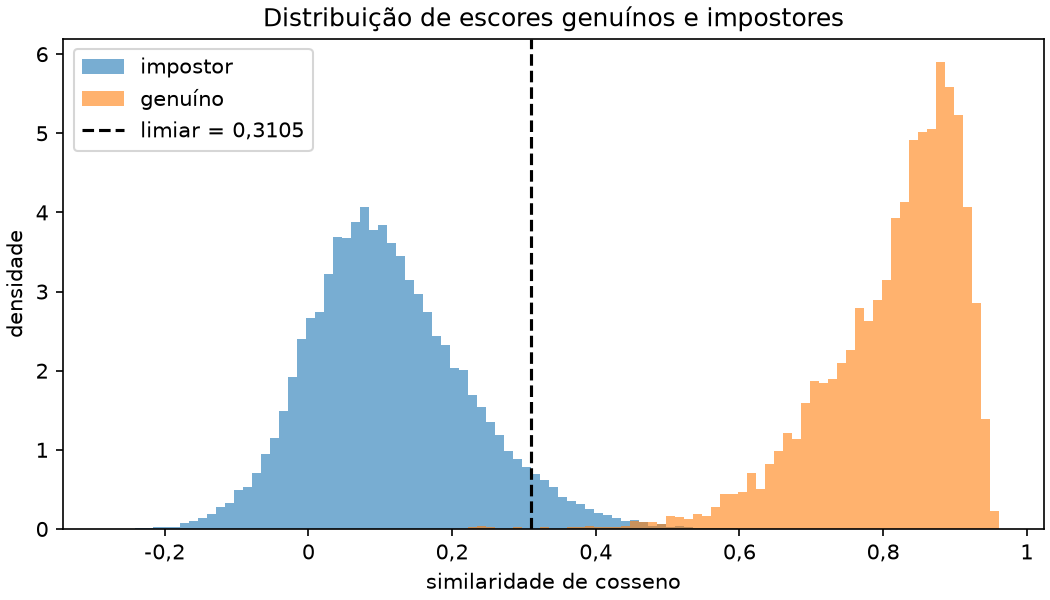 Distribuição de escores genuínos e impostores
impostor
genuíno
limiar = 0,3105
densidade
6
5
4
3
2
1
0
-0,2
0
0,2
0,4
0,6
0,8
1
similaridade de cosseno